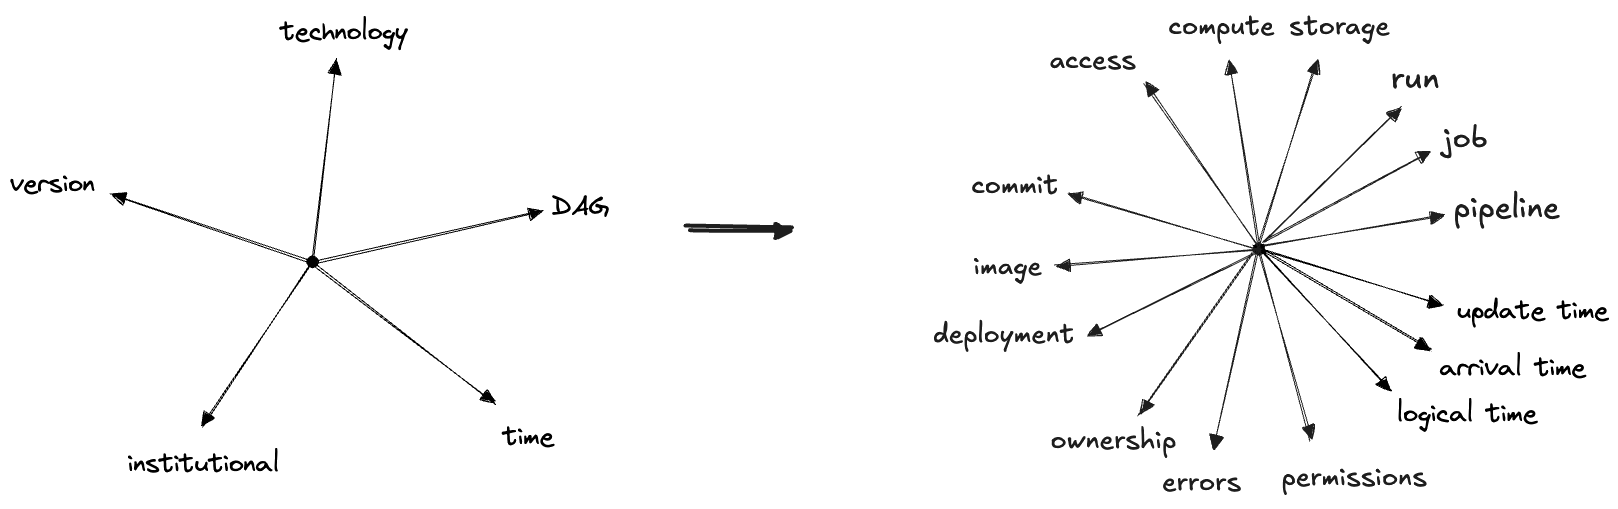 technology
version
DAG
time
institutional
compute storage
access
run
job
commit
pipeline
image
update time
deployment
arrival time
logical time
ownership
errors
permissions